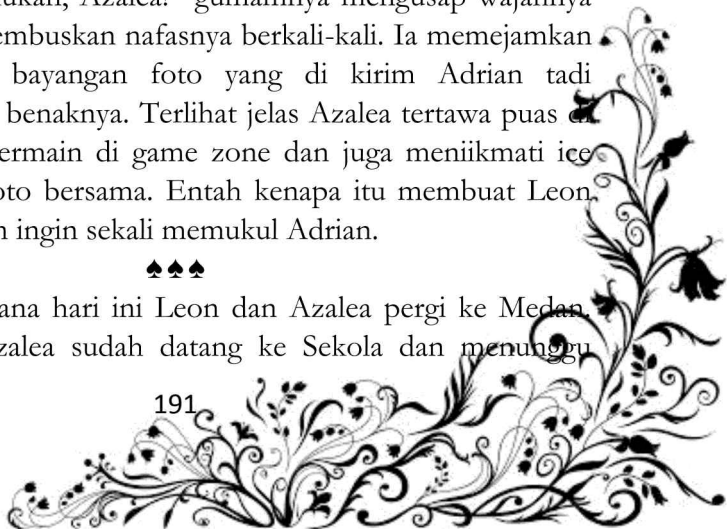 Azalea!" gumamnya mengusap wajahnya
embuskan nafasnya berkali-kali. Ia memejamkan
bayangan foto yang di kirim Adrian tadi
benaknya. Terlihat jelas Azalea tertawa puas di
ermain di game zone dan juga meniikmati ice
oto bersama. Entah kenapa itu membuat Leon
n ingin sekali memukul Adrian.
♠♠♠
ana hari ini Leon dan Azalea pergi ke Medan.
zalea sudah datang ke Sekola dan menunggu
191